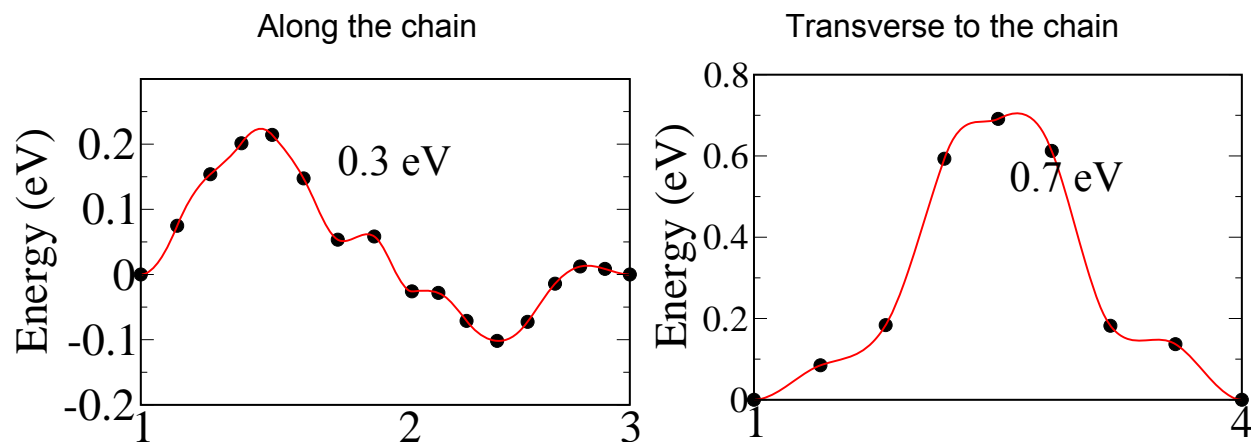 Along the chain
Energy (eV)
0.2
0.1
0
-0.1
-0.2
0.3 eV
1
2
3
Transverse to the chain
Energy (eV)
0.8
0.6
0.4
0.2
0
0.7 eV
1
4